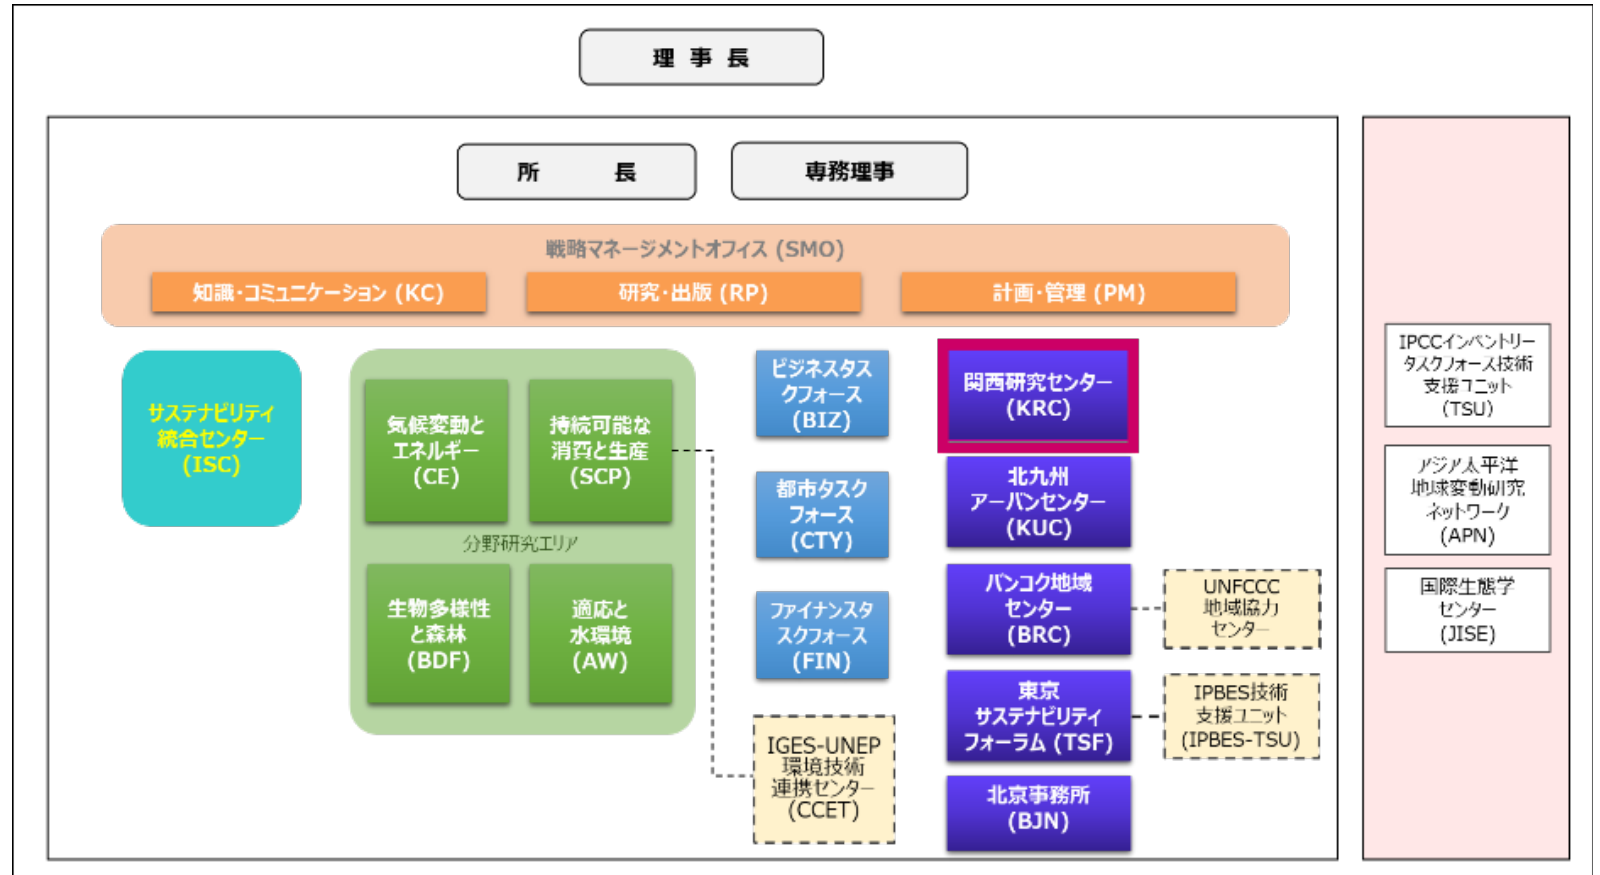 理 事 長
所 長
専務理事
戦略マネージメントオフィス (SMO)
知識・コミュニケーション (KC)
研究・出版 (RP)
計画・管理 (PM)
サステナビリティ
統合センター
(ISC)
気候変動と
エネルギー
(CE)
持続可能な
消費と生産
(SCP)
分野研究エリア
生物多様性
と森林
(BDF)
適応と
水環境
(AW)
ビジネスタス
クフォース
(BIZ)
都市タスク
フォース
(CTY)
ファイナンスタ
スクフォース
(FIN)
IGES-UNEP
環境技術
連携センター
(CCET)
関西研究センター
(KRC)
北九州
アーバンセンター
(KUC)
バンコク地域
センター
(BRC)
東京
サステナビリティ
フォーラム (TSF)
北京事務所
(BJN)
UNFCCC
地域協力
センター
IPBES技術
支援ユニット
(IPBES-TSU)
IPCCインベントリー
タスクフォース技術
支援ユニット
(TSU)
アジア太平洋
地球変動研究
ネットワーク
(APN)
国際生態学
センター
(JISE)